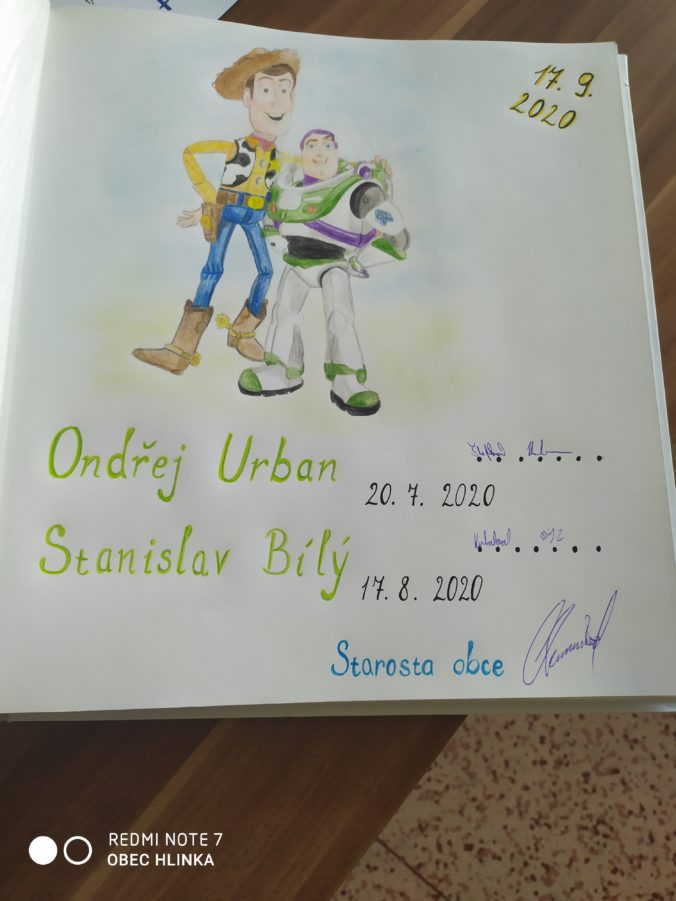 17. 9.
2020
Ondřej Urban
20. 7. 2020
Stanislav Bílý
17. 8. 2020
Starosta obce
REDMI NOTE 7
OBEC HLINKA